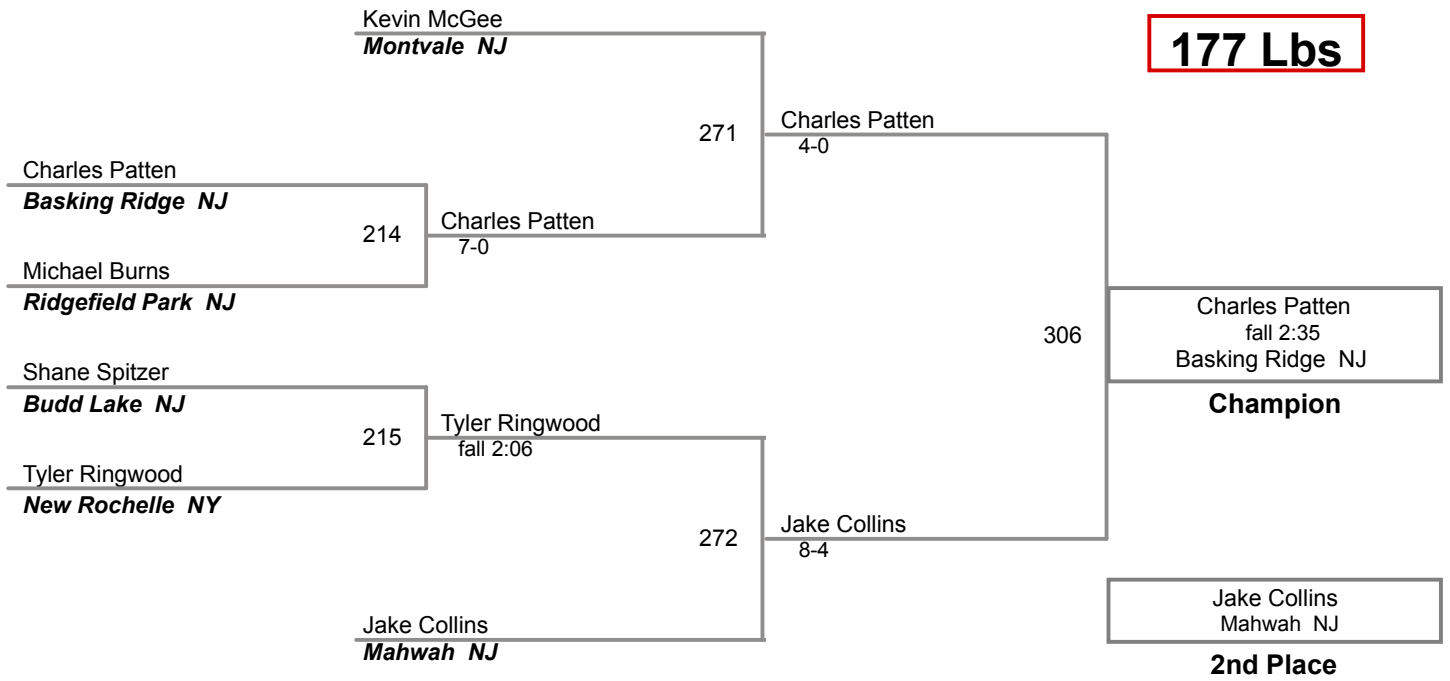 Kevin McGee
Montvale NJ
177 Lbs
271
Charles Patten
4-0
Charles Patten
Basking Ridge NJ
214
Charles Patten
7-0
Michael Burns
Ridgefield Park NJ
306
Charles Patten
fall 2:35
Basking Ridge NJ
Champion
Shane Spitzer
Budd Lake NJ
215
Tyler Ringwood
fall 2:06
Tyler Ringwood
New Rochelle NY
272
Jake Collins
8-4
Jake Collins
Mahwah NJ
Jake Collins
Mahwah NJ
2nd Place